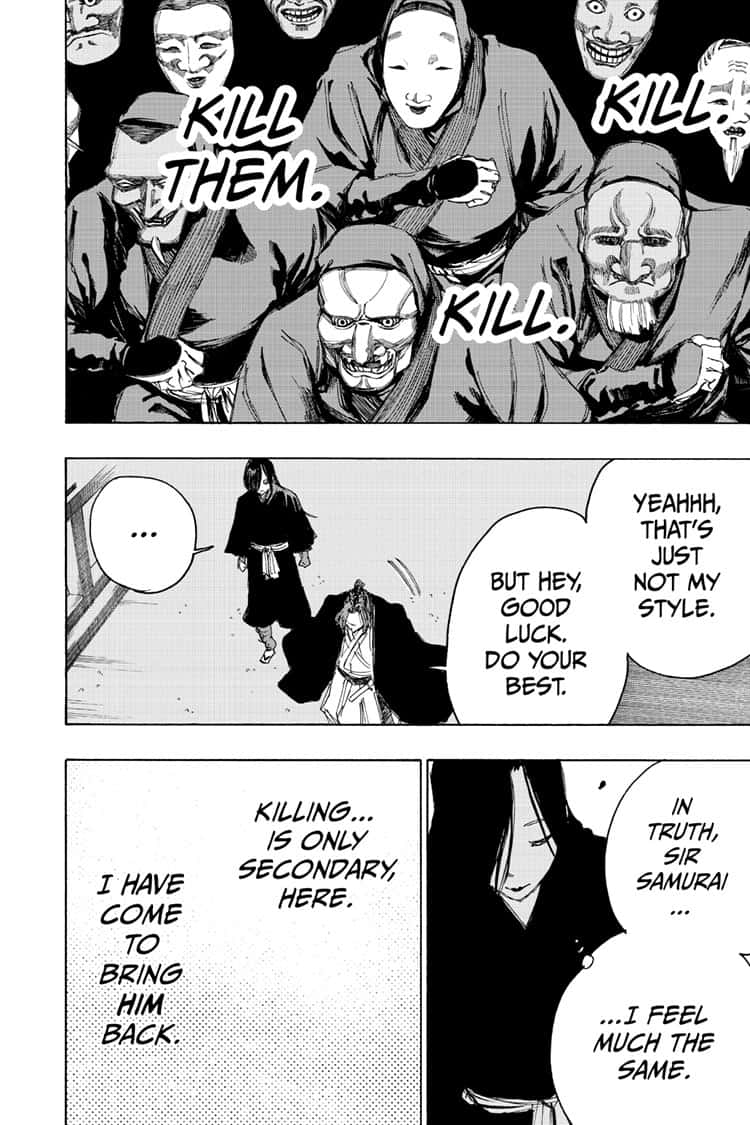 KILL.
KILL
THEM.
KILL.
YEAHHH,
THAT'S
JUST
NOT MY
STYLE.
BUT HEY,
GOOD
LUCK.
DO YOUR
BEST.
...
IN
TRUTH,
SIR
SAMURAI
...
...I FEEL
MUCH THE
SAME.
KILLING...
IS ONLY
SECONDARY,
HERE.
I HAVE
COME
TO
BRING
HIM
BACK.